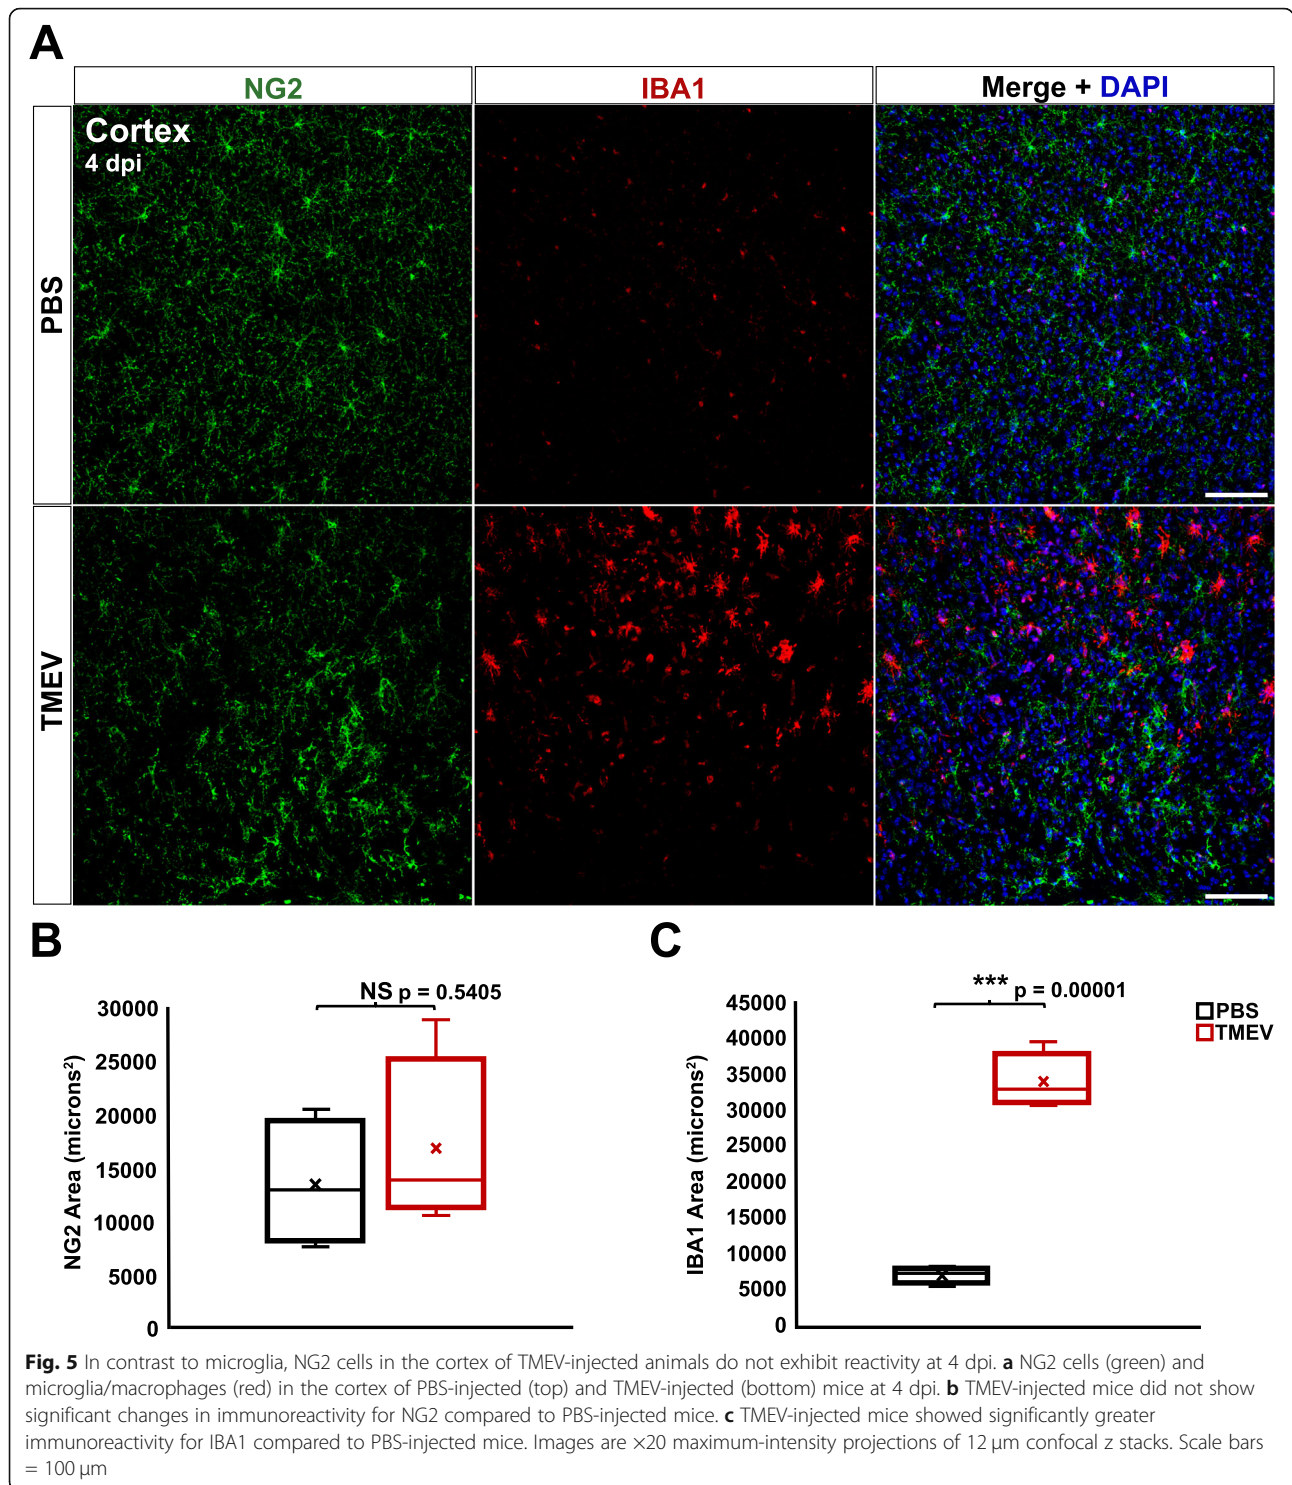 A
NG2
IBA1
Merge + DAPI
Cortex
4 dpi
PBS
TMEV
B
NS p = 0.5405
30000
25000
20000
15000
10000
5000
0
NG2 Area (microns²)
C
*** p = 0.00001
45000
40000
35000
30000
25000
20000
15000
10000
5000
0
IBA1 Area (microns²)
PBS
TMEV
Fig. 5 In contrast to microglia, NG2 cells in the cortex of TMEV-injected animals do not exhibit reactivity at 4 dpi. a NG2 cells (green) and
microglia/macrophages (red) in the cortex of PBS-injected (top) and TMEV-injected (bottom) mice at 4 dpi. b TMEV-injected mice did not show
significant changes in immunoreactivity for NG2 compared to PBS-injected mice. c TMEV-injected mice showed significantly greater
immunoreactivity for IBA1 compared to PBS-injected mice. Images are ×20 maximum-intensity projections of 12 μm confocal z stacks. Scale bars
= 100 μm